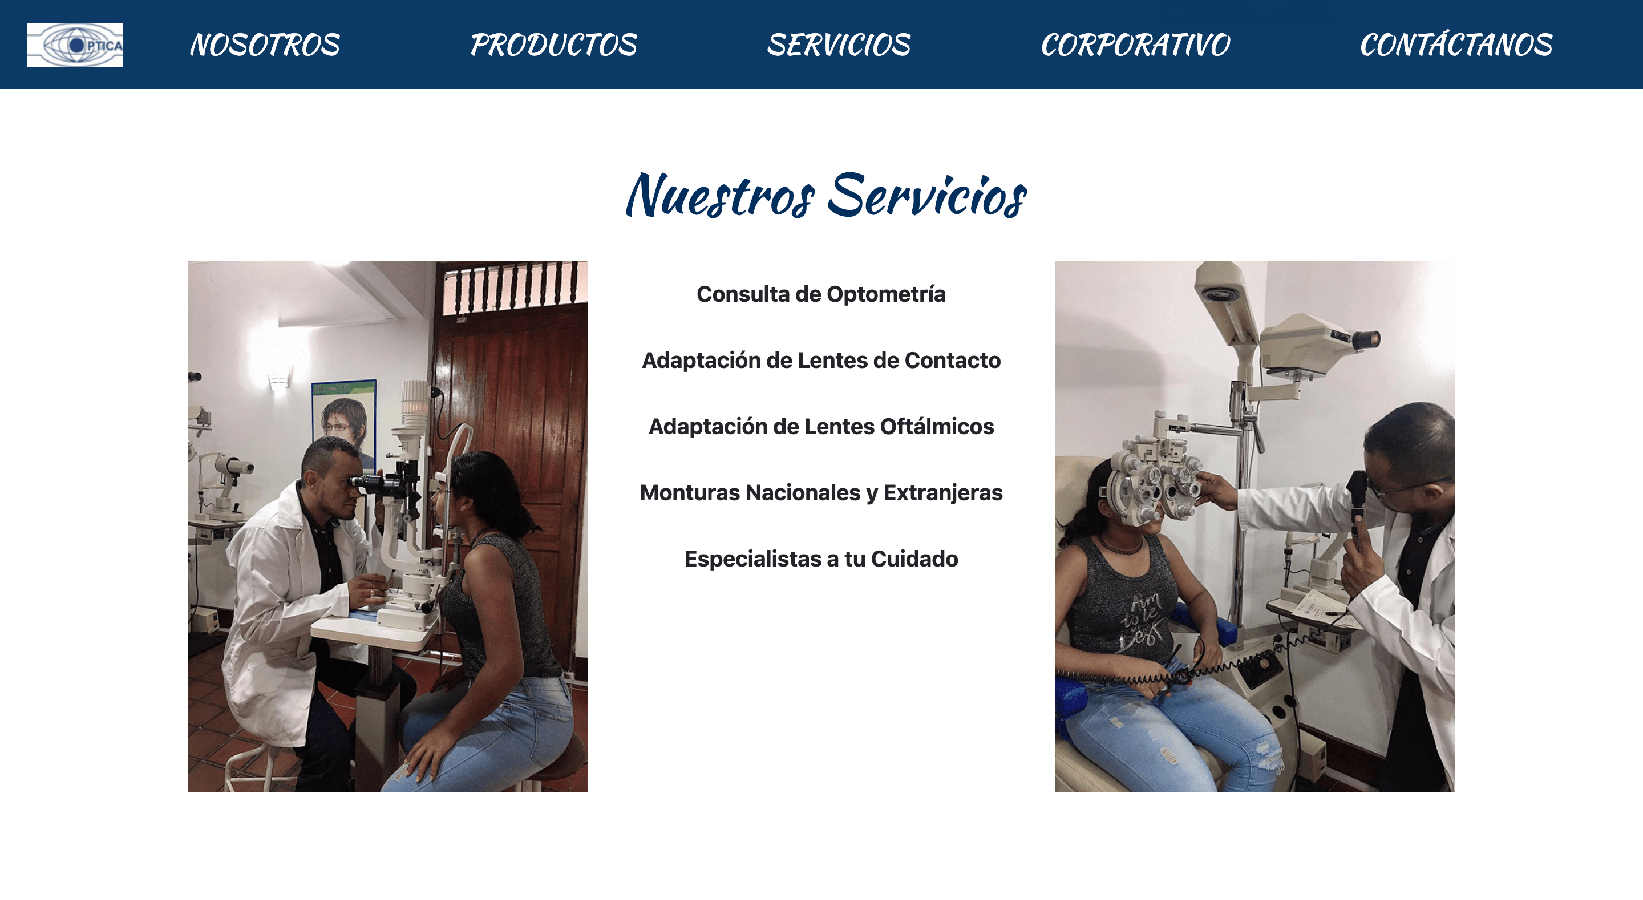 PTICA
NOSOTROS
PRODUCTOS
SERVICIOS
CORPORATIVO
CONTÁCTANOS
Nuestros Servicios
Consulta de Optometría
Adaptación de Lentes de Contacto
Adaptación de Lentes Oftálmicos
Monturas Nacionales y Extranjeras
Especialistas a tu Cuidado